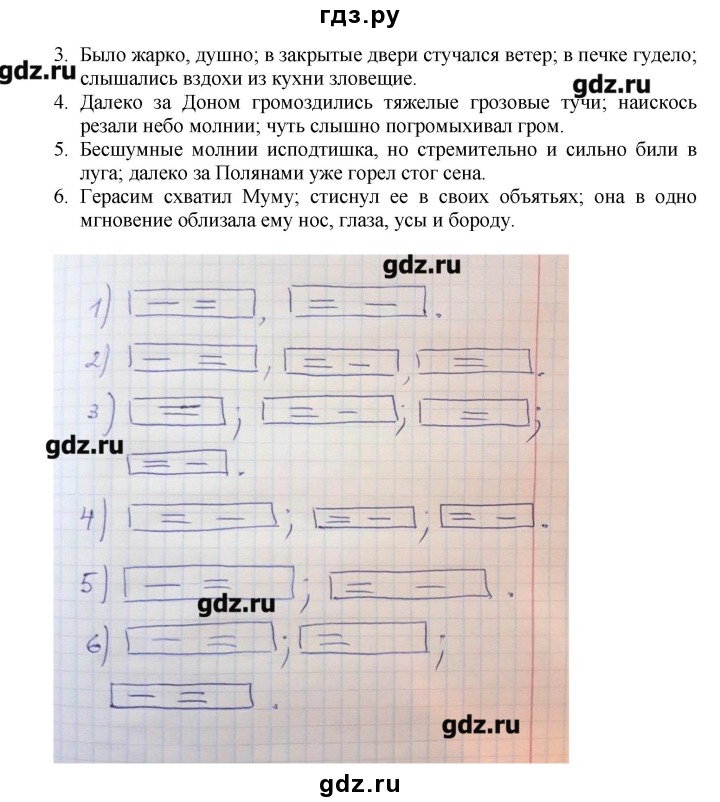 гдз.ру
3. Было жарко, душно; в закрытые двери стучался ветер; в печке гудело;
слышались вздохи из кухни зловещие.
gdz.ru
gdz.ru
4. Далеко за Доном громоздились тяжелые грозовые тучи; наискось
резали небо молнии; чуть слышно погромыхивал гром.
5. Бесшумные молнии исподтишка, но стремительно и сильно били в
луга; далеко за Полянами уже горел стог сена.
6. Герасим схватил Муму; стиснул ее в своих объятьях; она в одно
мгновение облизала ему нос, глаза, усы и бороду.
gdz.ru
1) [— =], [= —].
2) [— =], [= —], [=].
3) [=]; [= —]; [=];
gdz.ru
[= —].
4) [= —]; [= —]; [= —].
5) [— =]; [= —].
gdz.ru
6) [— =]; [=];
[— =].
gdz.ru
gdz.ru